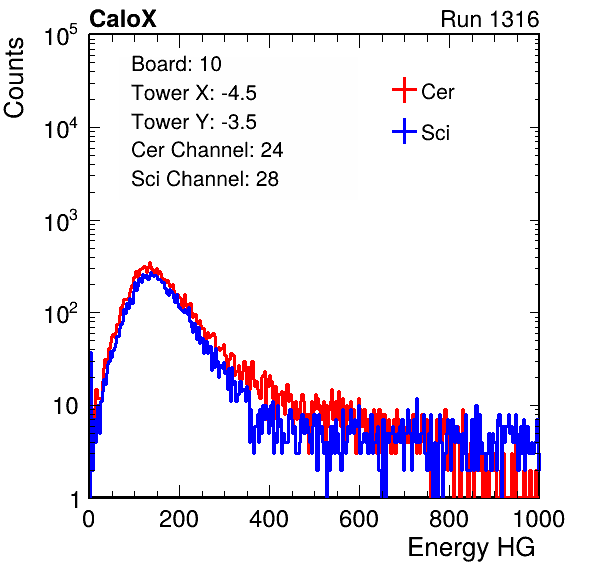 CaloX Run 1316
Counts
Board: 10
Tower X: -4.5
Tower Y: -3.5
Cer Channel: 24
Sci Channel: 28
Cer
Sci
10^5
10^4
10^3
10^2
10
1
0 200 400 600 800 1000
Energy HG